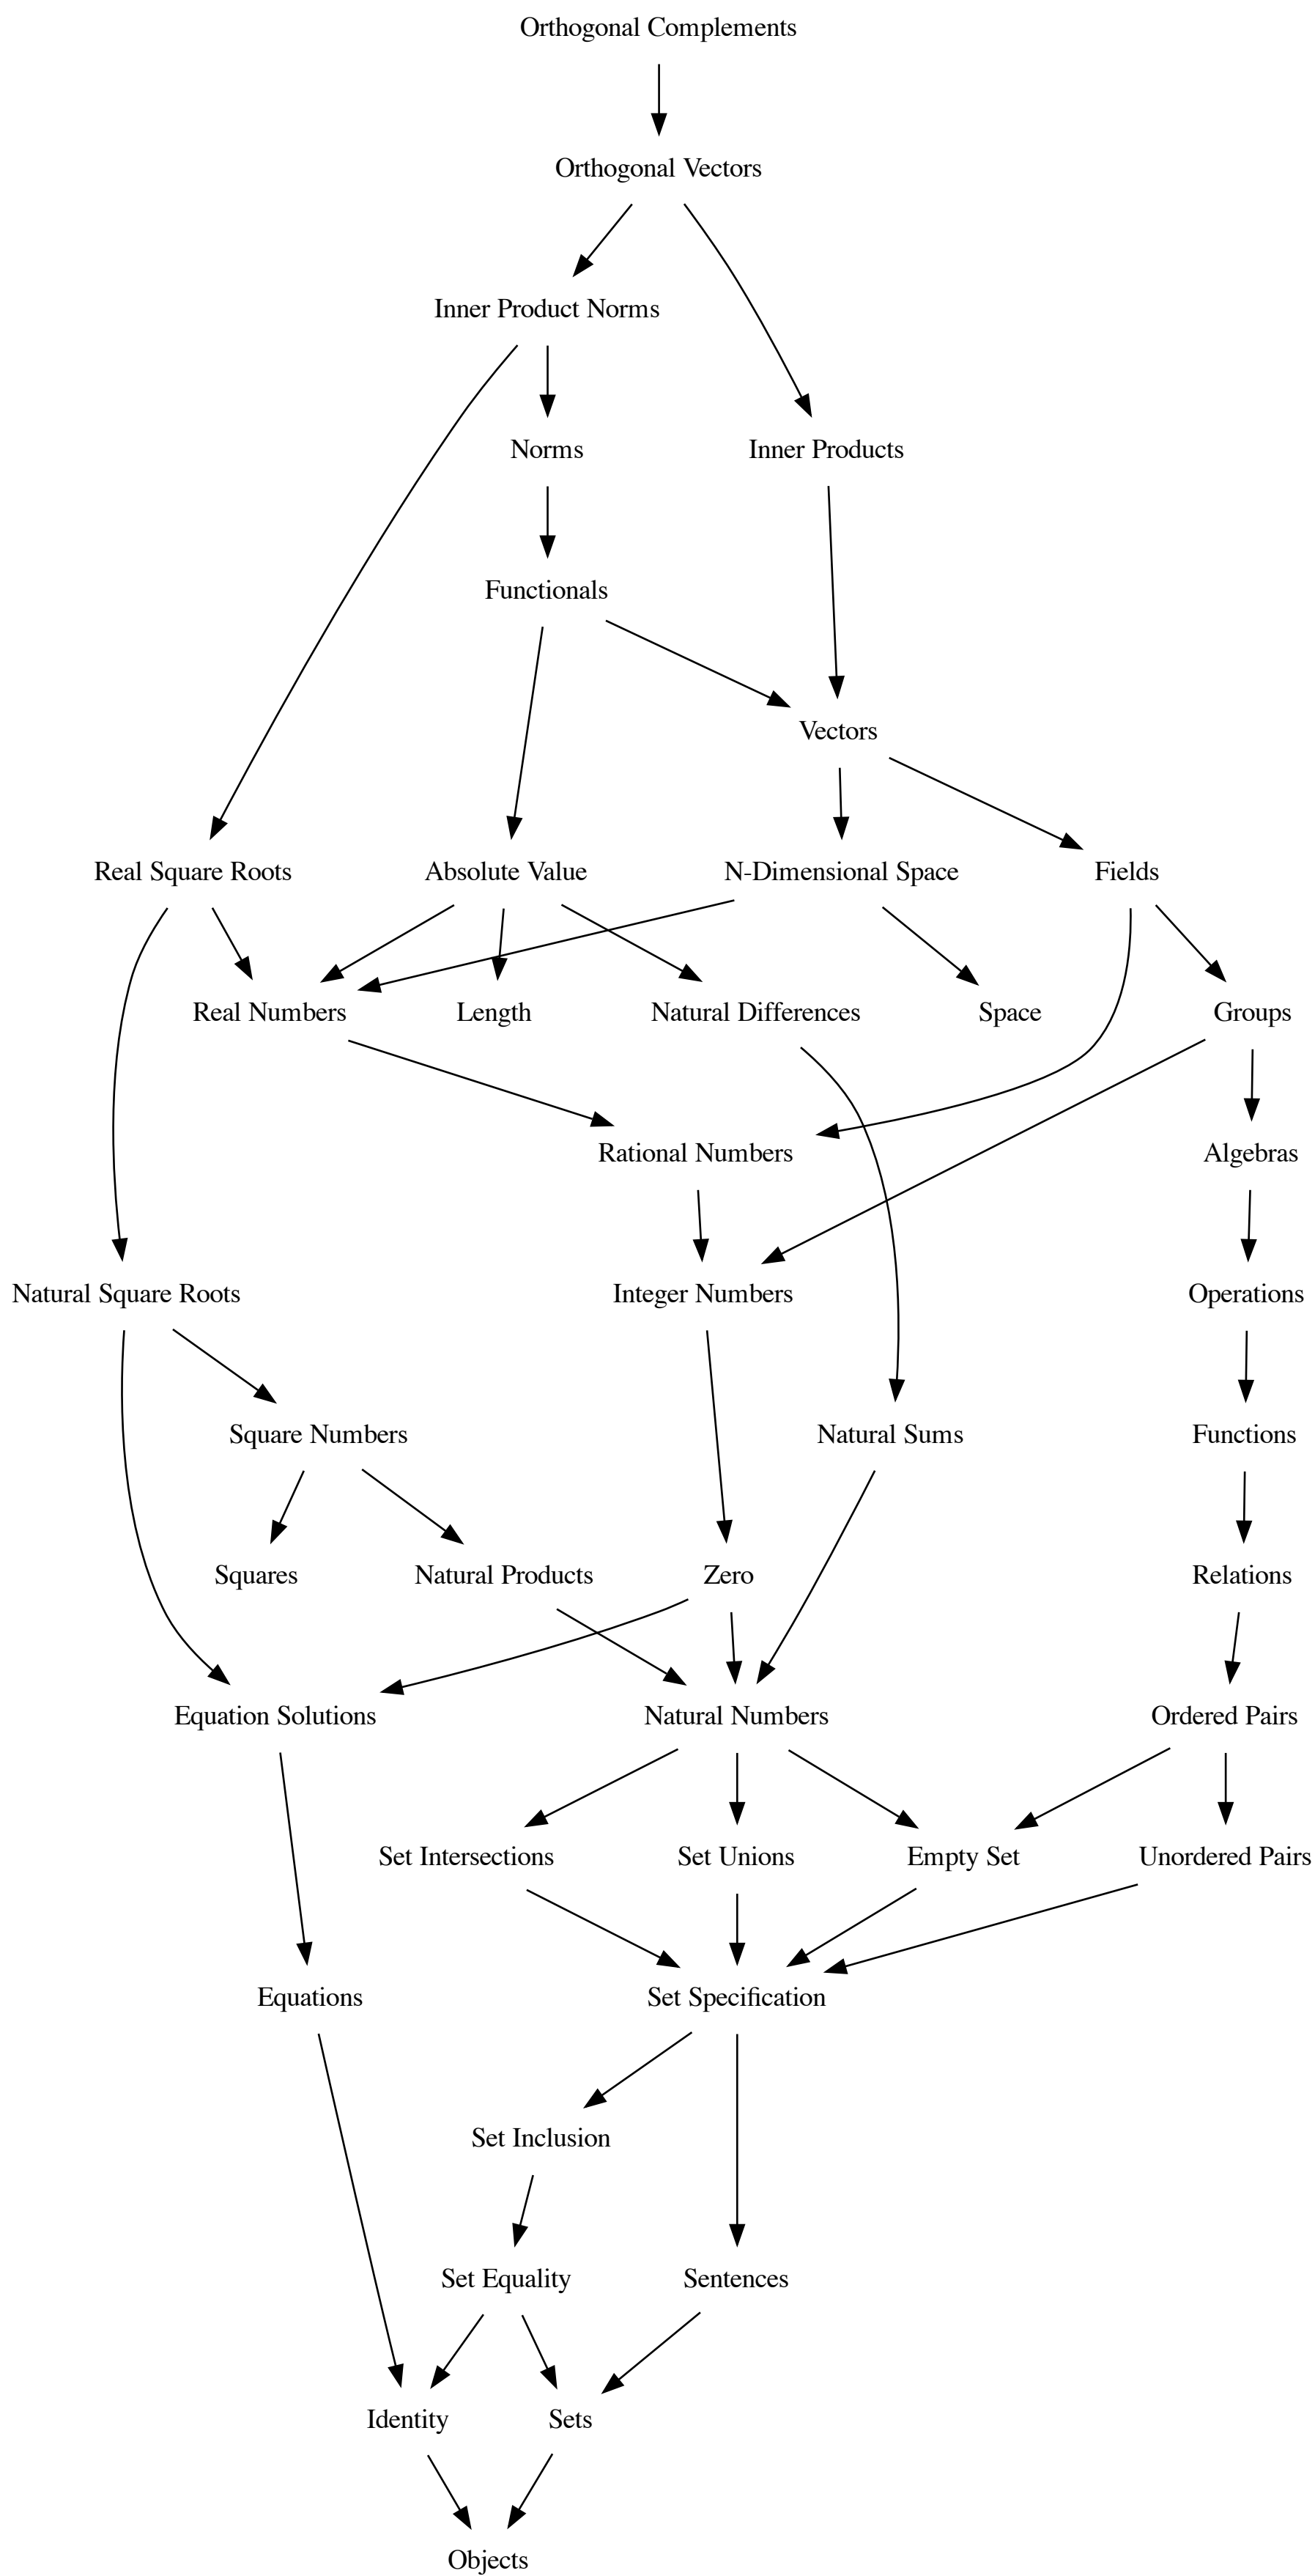 Orthogonal Complements
Orthogonal Vectors
Inner Product Norms
Norms
Inner Products
Functionals
Vectors
Real Square Roots
Absolute Value
N-Dimensional Space
Fields
Real Numbers
Length
Natural Differences
Space
Groups
Rational Numbers
Algebras
Natural Square Roots
Integer Numbers
Operations
Square Numbers
Natural Sums
Functions
Squares
Natural Products
Zero
Relations
Equation Solutions
Natural Numbers
Ordered Pairs
Set Intersections
Set Unions
Empty Set
Unordered Pairs
Equations
Set Specification
Set Inclusion
Set Equality
Sentences
Identity
Sets
Objects